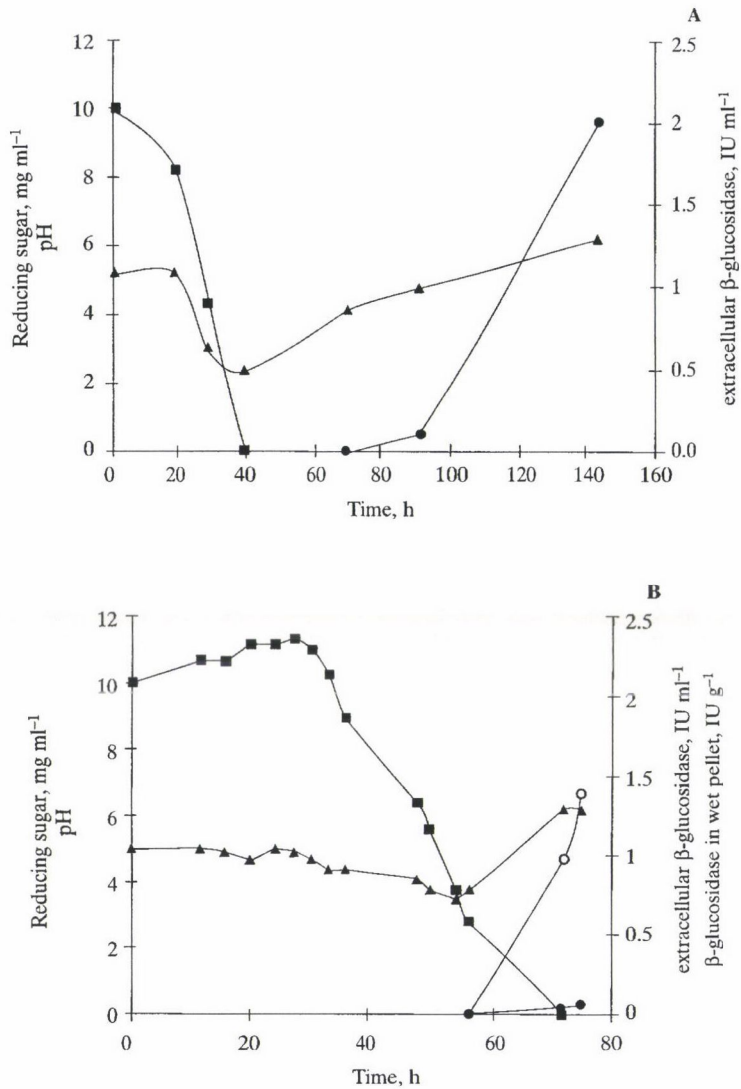 A
12
10
8
6
4
2
0
Reducing sugar, mg ml⁻¹
pH
2.5
2
1.5
1
0.5
0.0
extracellular β-glucosidase, IU ml⁻¹
0 20 40 60 80 100 120 140 160
Time, h
B
12
10
8
6
4
2
0
Reducing sugar, mg ml⁻¹
pH
2.5
2
1.5
1
0.5
0
extracellular β-glucosidase, IU ml⁻¹
β-glucosidase in wet pellet, IU g⁻¹
0 20 40 60 80
Time, h